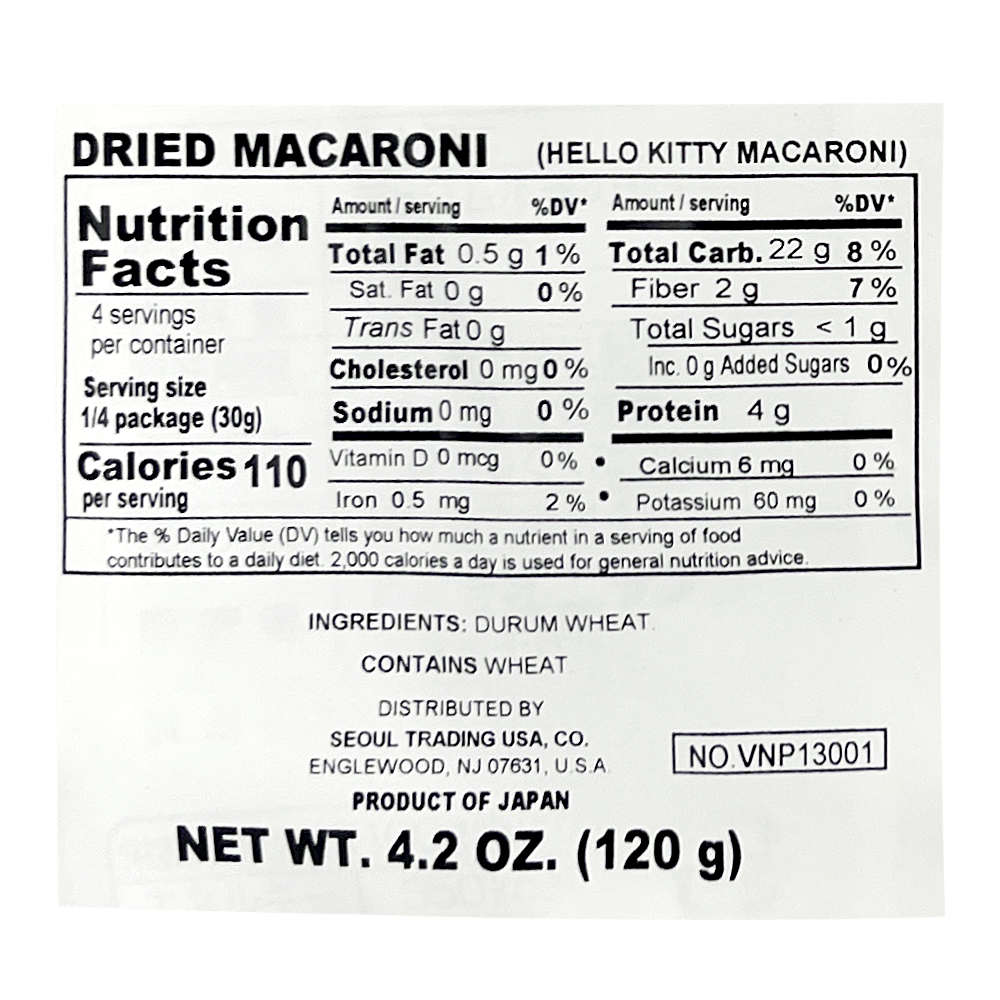 DRIED MACARONI (HELLO KITTY MACARONI)
Nutrition
Facts
4 servings
per container
Serving size
1/4 package (30g)
Calories 110
per serving
Amount / serving %DV*
Total Fat 0.5 g 1 %
Sat. Fat 0 g 0 %
Trans Fat 0 g
Cholesterol 0 mg 0 %
Sodium 0 mg 0 %
Vitamin D 0 mcg 0% •
Iron 0.5 mg 2 % •
Amount / serving %DV*
Total Carb. 22 g 8 %
Fiber 2 g 7 %
Total Sugars < 1 g
Inc. 0 g Added Sugars 0%
Protein 4 g
Calcium 6 mg 0 %
Potassium 60 mg 0 %
*The % Daily Value (DV) tells you how much a nutrient in a serving of food
contributes to a daily diet. 2,000 calories a day is used for general nutrition advice.
INGREDIENTS: DURUM WHEAT.
CONTAINS WHEAT
DISTRIBUTED BY
SEOUL TRADING USA, CO.
ENGLEWOOD, NJ 07631, U.S.A.
NO.VNP13001
PRODUCT OF JAPAN
NET WT. 4.2 OZ. (120 g)